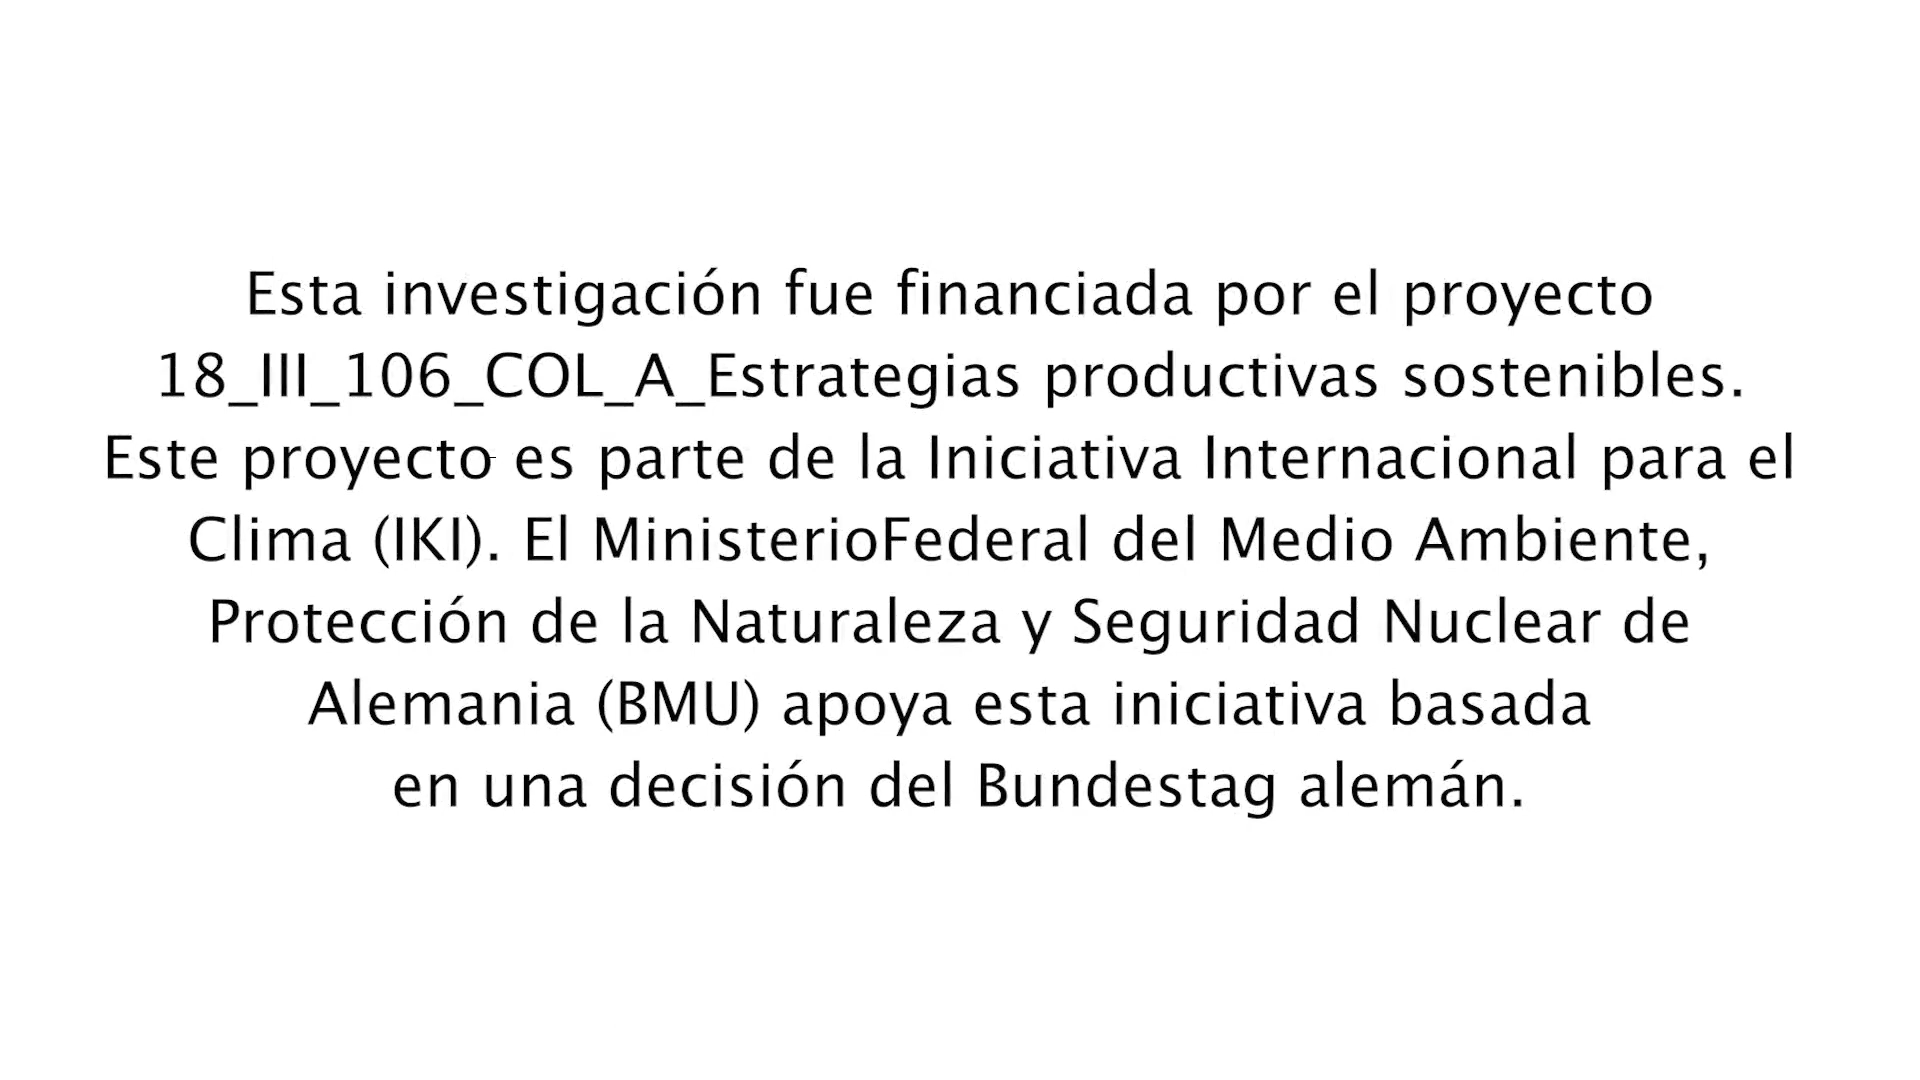 Esta investigación fue financiada por el proyecto
18_III_106_COL_A_Estrategias productivas sostenibles.
Este proyecto es parte de la Iniciativa Internacional para el
Clima (IKI). El MinisterioFederal del Medio Ambiente,
Protección de la Naturaleza y Seguridad Nuclear de
Alemania (BMU) apoya esta iniciativa basada
en una decisión del Bundestag alemán.